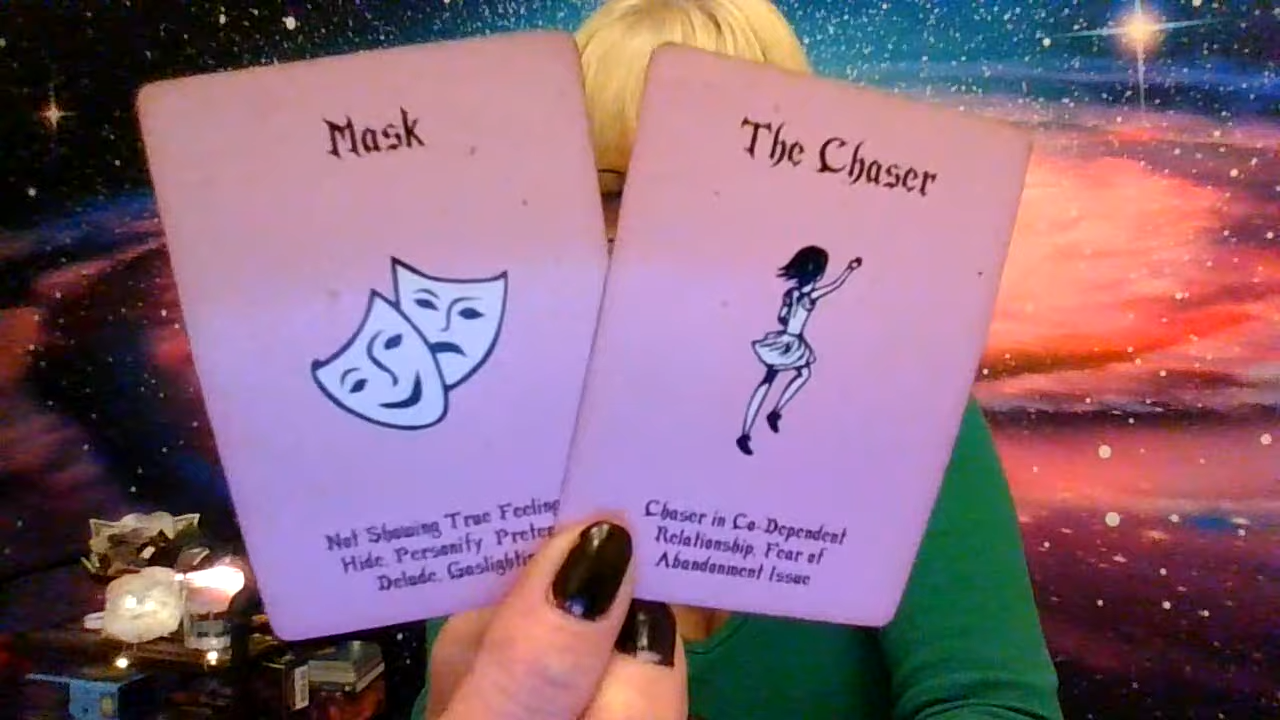 Mask
Not Showing True Feeling
Hide, Personify Preten
Delude, Gaslightin
The Chaser
Chaser in Co-Dependent
Relationship, Fear of
Abandonment Issue